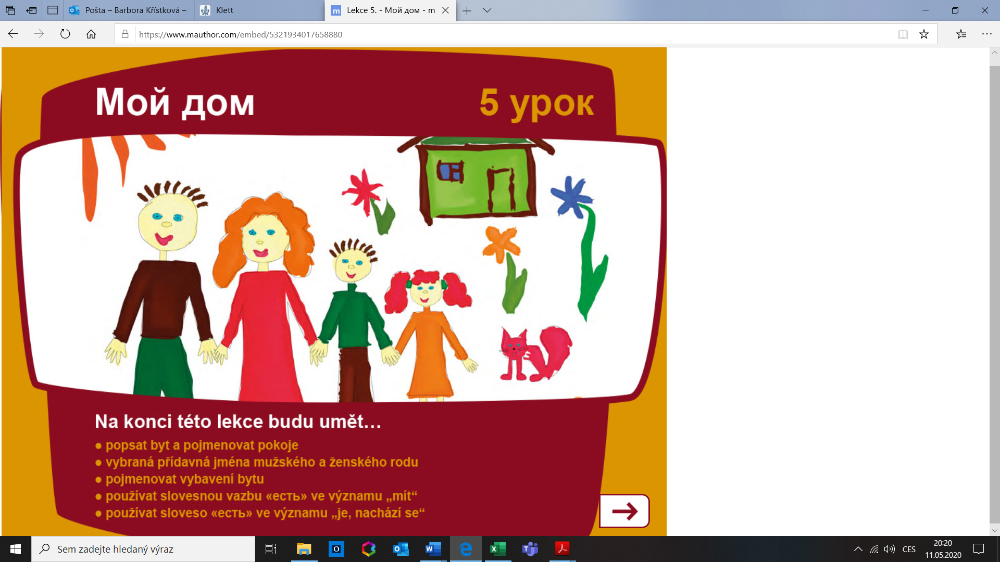 Pošta – Barbora Křístková –
Klett
Lekce 5. - Мой дом - m
https://www.mauthor.com/embed/5321934017658880
Мой дом
5 урок
Na konci této lekce budu umět…
● popsat byt a pojmenovat pokoje
● vybraná přídavná jména mužského a ženského rodu
● pojmenovat vybavení bytu
● používat slovesnou vazbu «есть» ve významu „mít“
● používat sloveso «есть» ve významu „je, nachází se“
Sem zadejte hledaný výraz
CES
20:20
11.05.2020